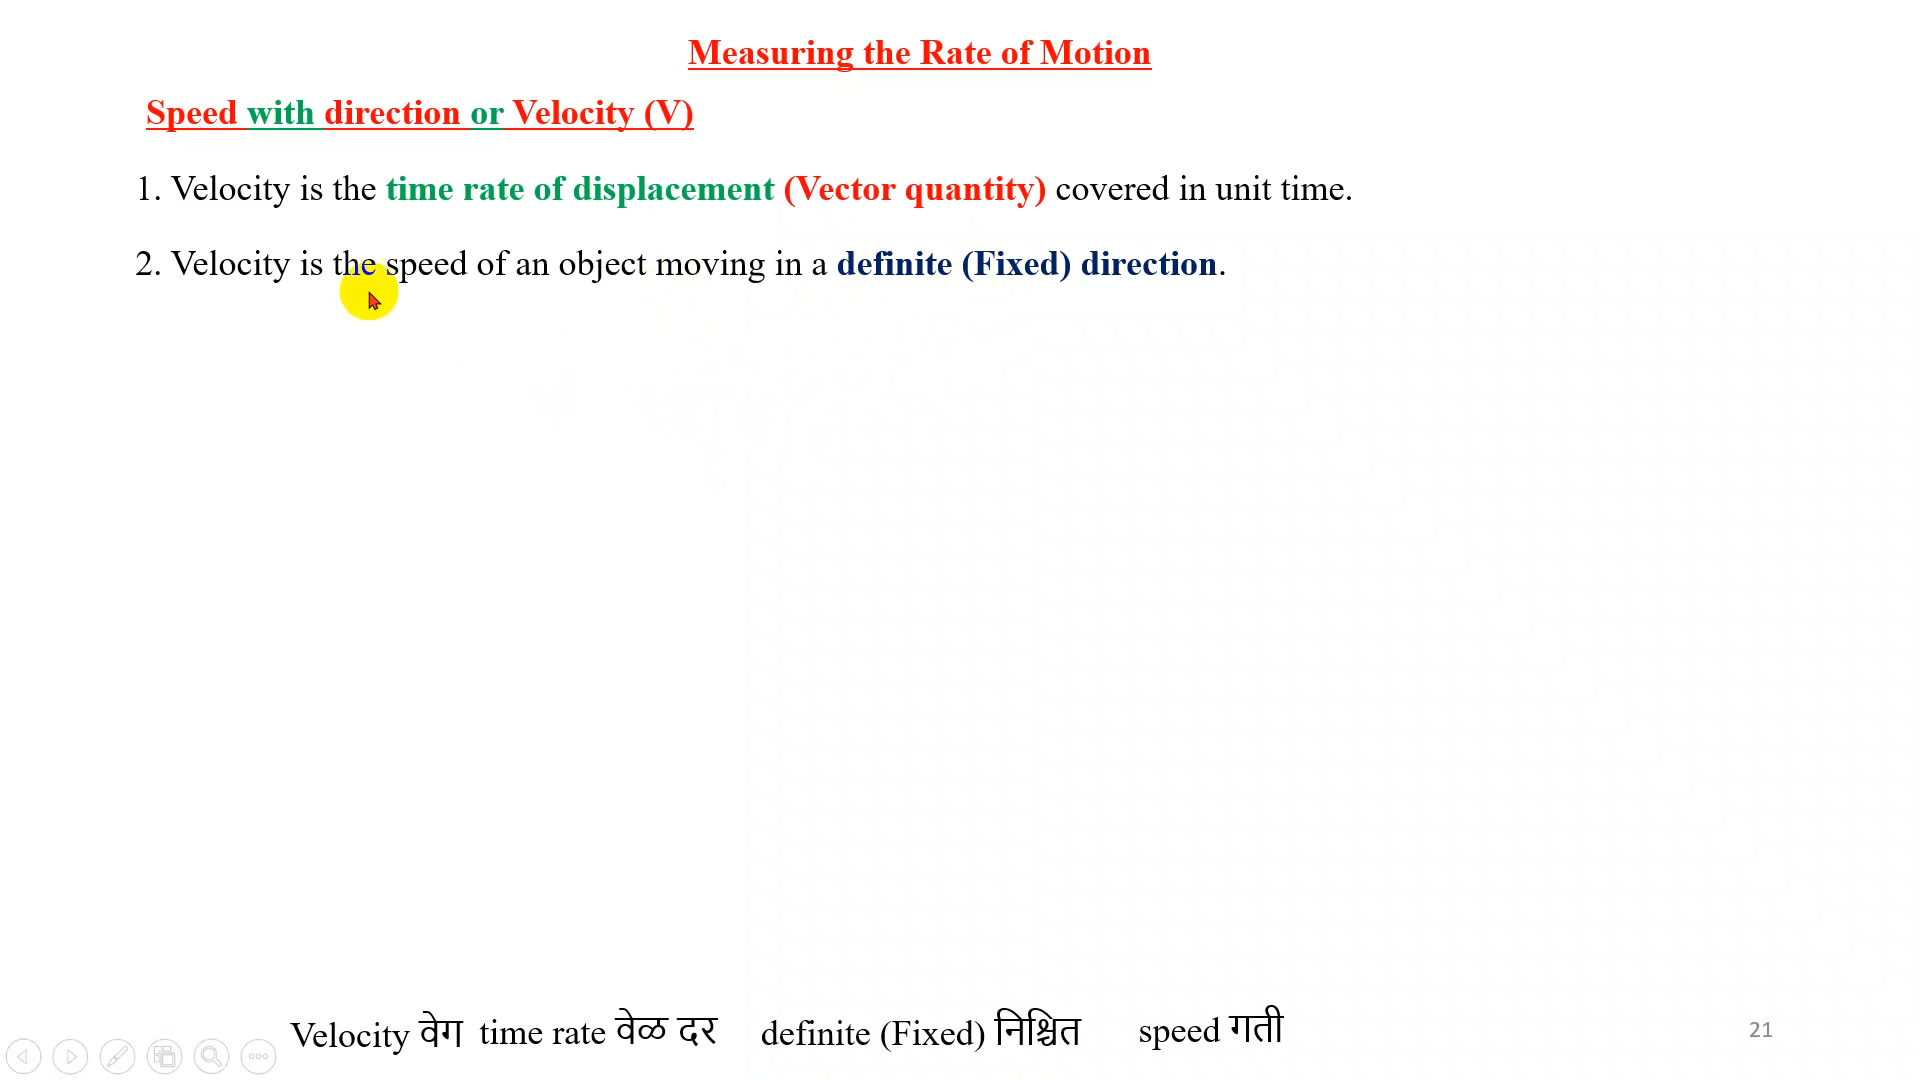 Measuring the Rate of Motion
Speed with direction or Velocity (V)
1. Velocity is the time rate of displacement (Vector quantity) covered in unit time.
2. Velocity is the speed of an object moving in a definite (Fixed) direction.
Velocity वेग time rate वेळ दर definite (Fixed) निश्चित speed गती
21